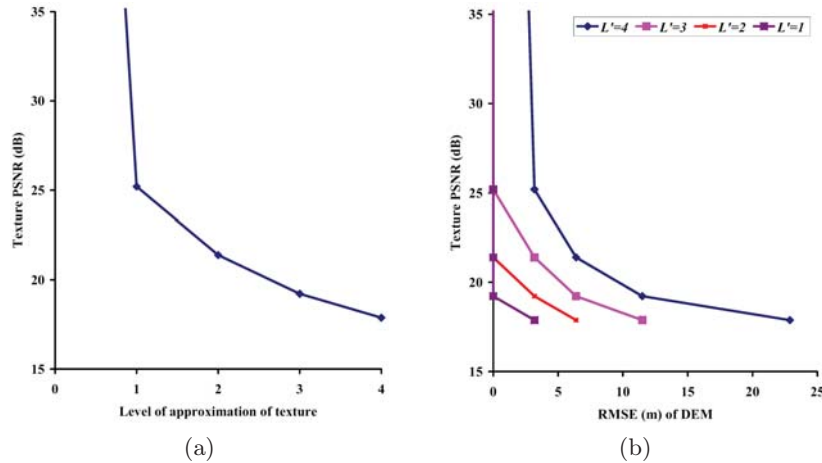 35
30
25
20
15
Texture PSNR (dB)
0 1 2 3 4
Level of approximation of texture
(a)
L'=4 L'=3 L'=2 L'=1
35
30
25
20
15
Texture PSNR (dB)
0 5 10 15 20 25
RMSE (m) of DEM
(b)